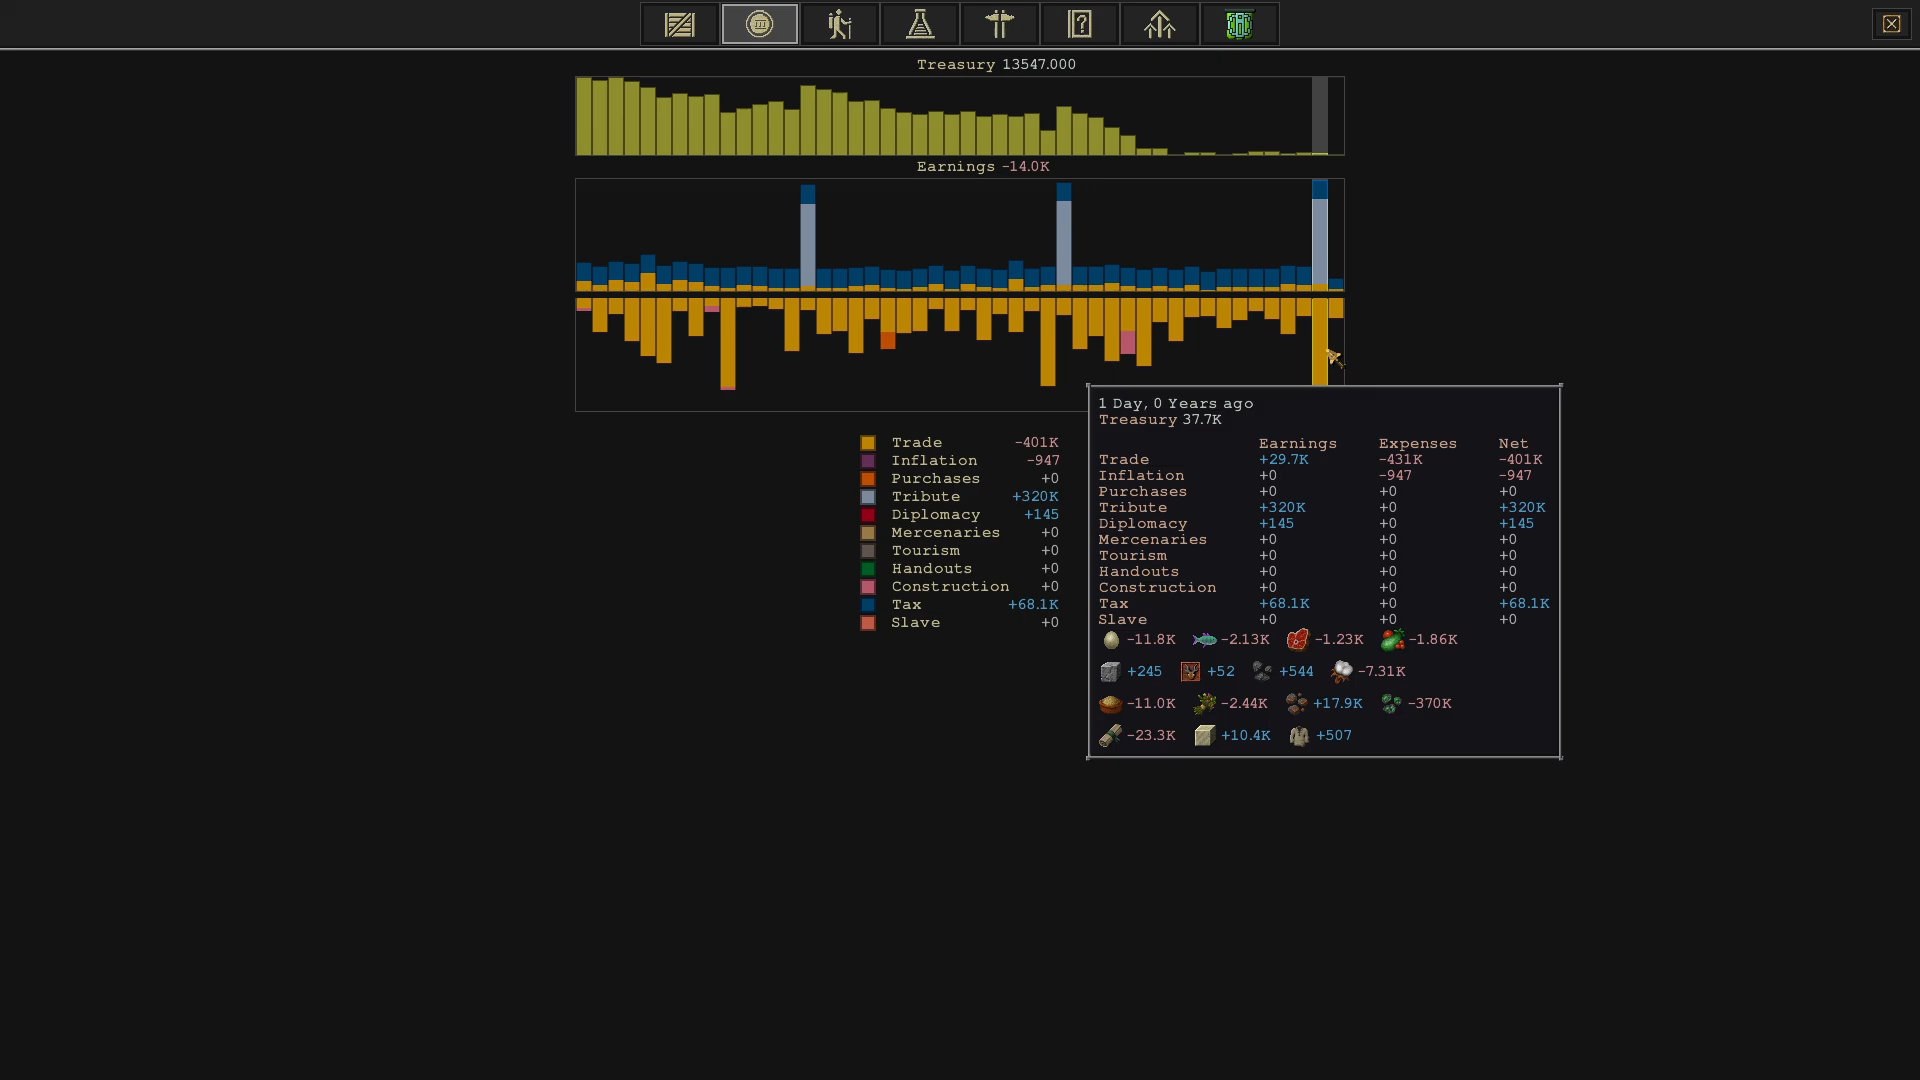 Treasury 13547.000
Earnings -14.0K
Trade -401K
Inflation -947
Purchases +0
Tribute +320K
Diplomacy +145
Mercenaries +0
Tourism +0
Handouts +0
Construction +0
Tax +68.1K
Slave +0
1 Day, 0 Years ago
Treasury 37.7K
Earnings Expenses Net
Trade +29.7K -431K -401K
Inflation +0 -947 -947
Purchases +0 +0 +0
Tribute +320K +0 +320K
Diplomacy +145 +0 +145
Mercenaries +0 +0 +0
Tourism +0 +0 +0
Handouts +0 +0 +0
Construction +0 +0 +0
Tax +68.1K +0 +68.1K
Slave +0 +0 +0
-11.8K -2.13K -1.23K -1.86K
+245 +52 +544 -7.31K
-11.0K -2.44K +17.9K -370K
-23.3K +10.4K +507